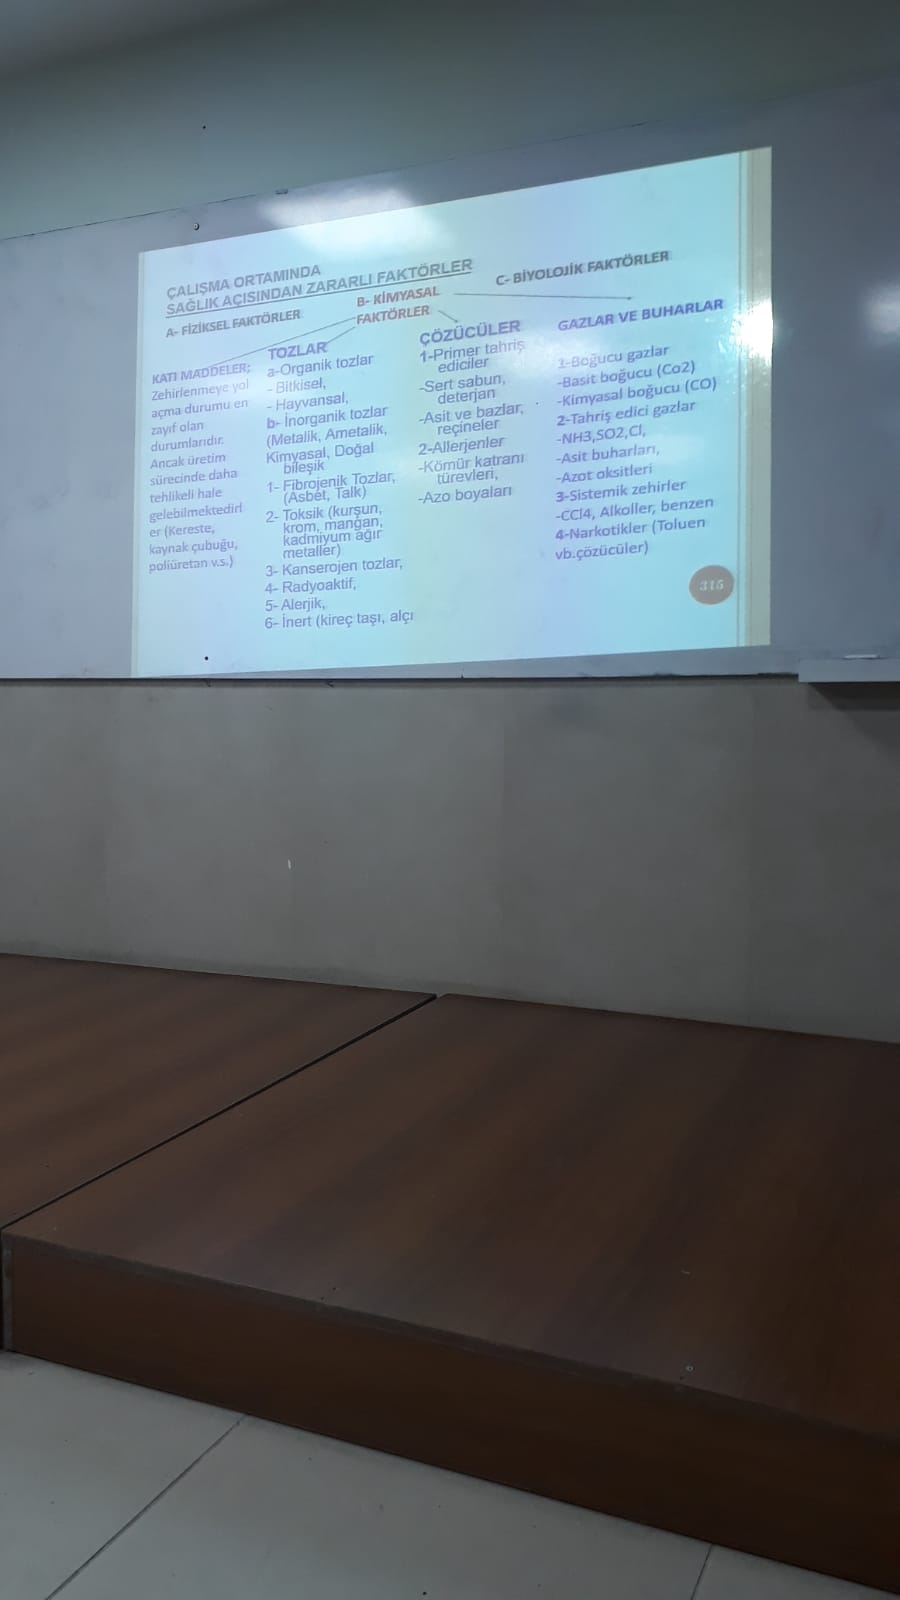 ÇALIŞMA ORTAMINDA
SAĞLIK AÇISINDAN ZARARLI FAKTÖRLER
A- FİZİKSEL FAKTÖRLER
B- KİMYASAL
FAKTÖRLER
C- BİYOLOJİK FAKTÖRLER
KATI MADDELER;
Zehirlenmeye yol
açma durumu en
zayıf olan
durumlarıdır.
Ancak üretim
sürecinde daha
tehlikeli hale
gelebilmektedirl
er (Kereste,
kaynak çubuğu,
poliüretan v.s.)
TOZLAR
a-Organik tozlar
- Bitkisel,
- Hayvansal,
b- İnorganik tozlar
(Metalik, Ametalik,
Kimyasal, Doğal
bileşik
1- Fibrojenik Tozlar,
(Asbet, Talk)
2- Toksik (kurşun,
krom, mangan,
kadmiyum ağır
metaller)
3- Kanserojen tozlar,
4- Radyoaktif,
5- Alerjik,
6- İnert (kireç taşı, alçı
ÇÖZÜCÜLER
1-Primer tahriş
ediciler
-Sert sabun,
deterjan
-Asit ve bazlar,
reçineler
2-Allerjenler
-Kömür katranı
türevleri,
-Azo boyaları
GAZLAR VE BUHARLAR
1-Boğucu gazlar
-Basit boğucu (Co2)
-Kimyasal boğucu (CO)
2-Tahriş edici gazlar
-NH3,SO2,Cl,
-Asit buharları,
-Azot oksitleri
3-Sistemik zehirler
-CCl4, Alkoller, benzen
4-Narkotikler (Toluen
vb.çözücüler)
315